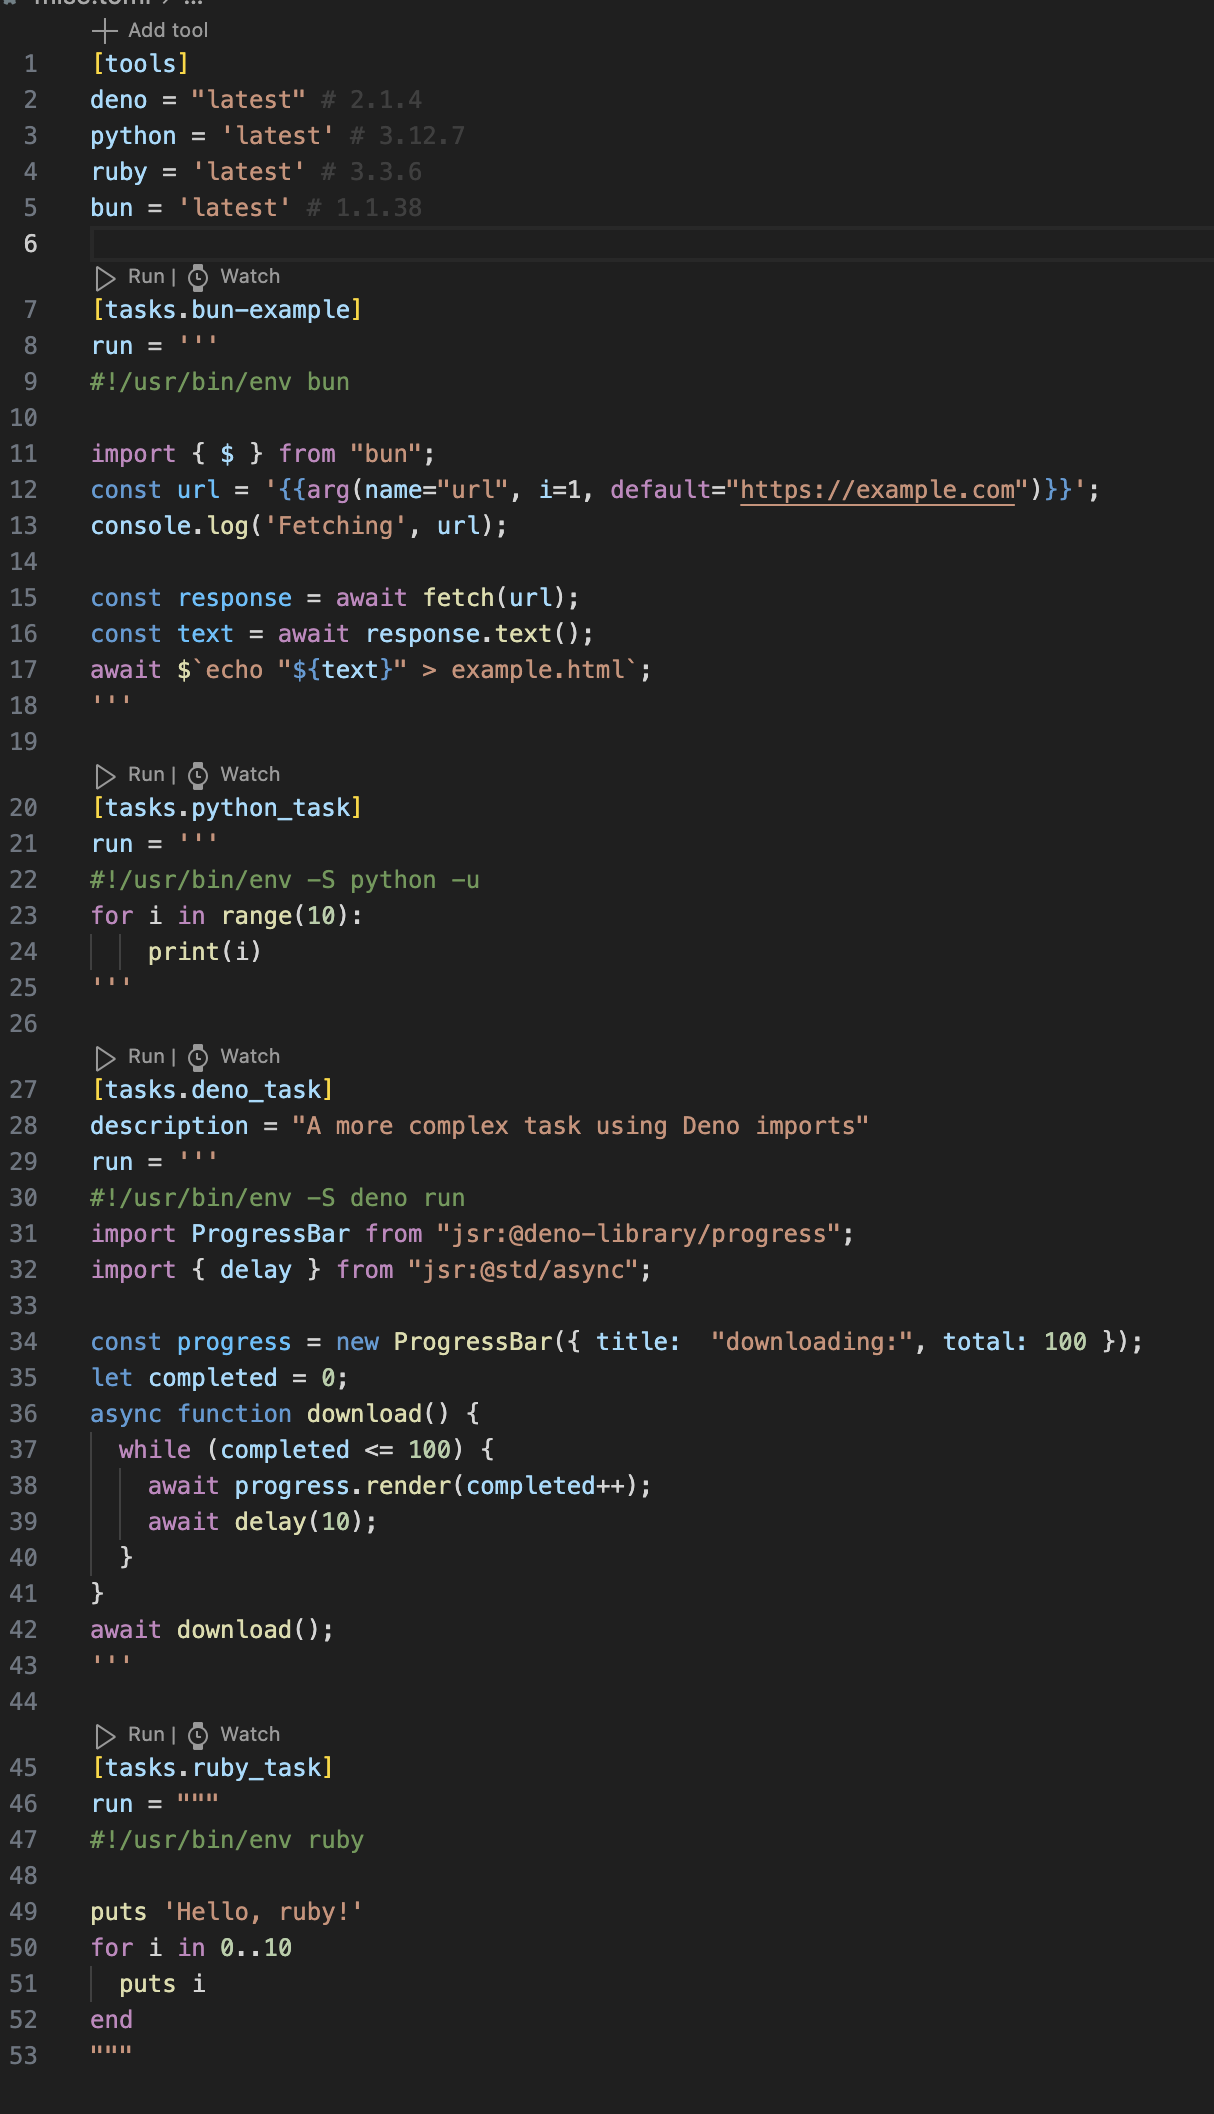 mise.toml > ...
Add tool
1 [tools]
2 deno = "latest" # 2.1.4
3 python = 'latest' # 3.12.7
4 ruby = 'latest' # 3.3.6
5 bun = 'latest' # 1.1.38
6
Run | Watch
7 [tasks.bun-example]
8 run = '''
9 #!/usr/bin/env bun
10
11 import { $ } from "bun";
12 const url = '{{arg(name="url", i=1, default="https://example.com")}}';
13 console.log('Fetching', url);
14
15 const response = await fetch(url);
16 const text = await response.text();
17 await $`echo "${text}" > example.html`;
18 '''
19
Run | Watch
20 [tasks.python_task]
21 run = '''
22 #!/usr/bin/env -S python -u
23 for i in range(10):
24     print(i)
25 '''
26
Run | Watch
27 [tasks.deno_task]
28 description = "A more complex task using Deno imports"
29 run = '''
30 #!/usr/bin/env -S deno run
31 import ProgressBar from "jsr:@deno-library/progress";
32 import { delay } from "jsr:@std/async";
33
34 const progress = new ProgressBar({ title:  "downloading:", total: 100 });
35 let completed = 0;
36 async function download() {
37   while (completed <= 100) {
38     await progress.render(completed++);
39     await delay(10);
40   }
41 }
42 await download();
43 '''
44
Run | Watch
45 [tasks.ruby_task]
46 run = """
47 #!/usr/bin/env ruby
48
49 puts 'Hello, ruby!'
50 for i in 0..10
51   puts i
52 end
53 """